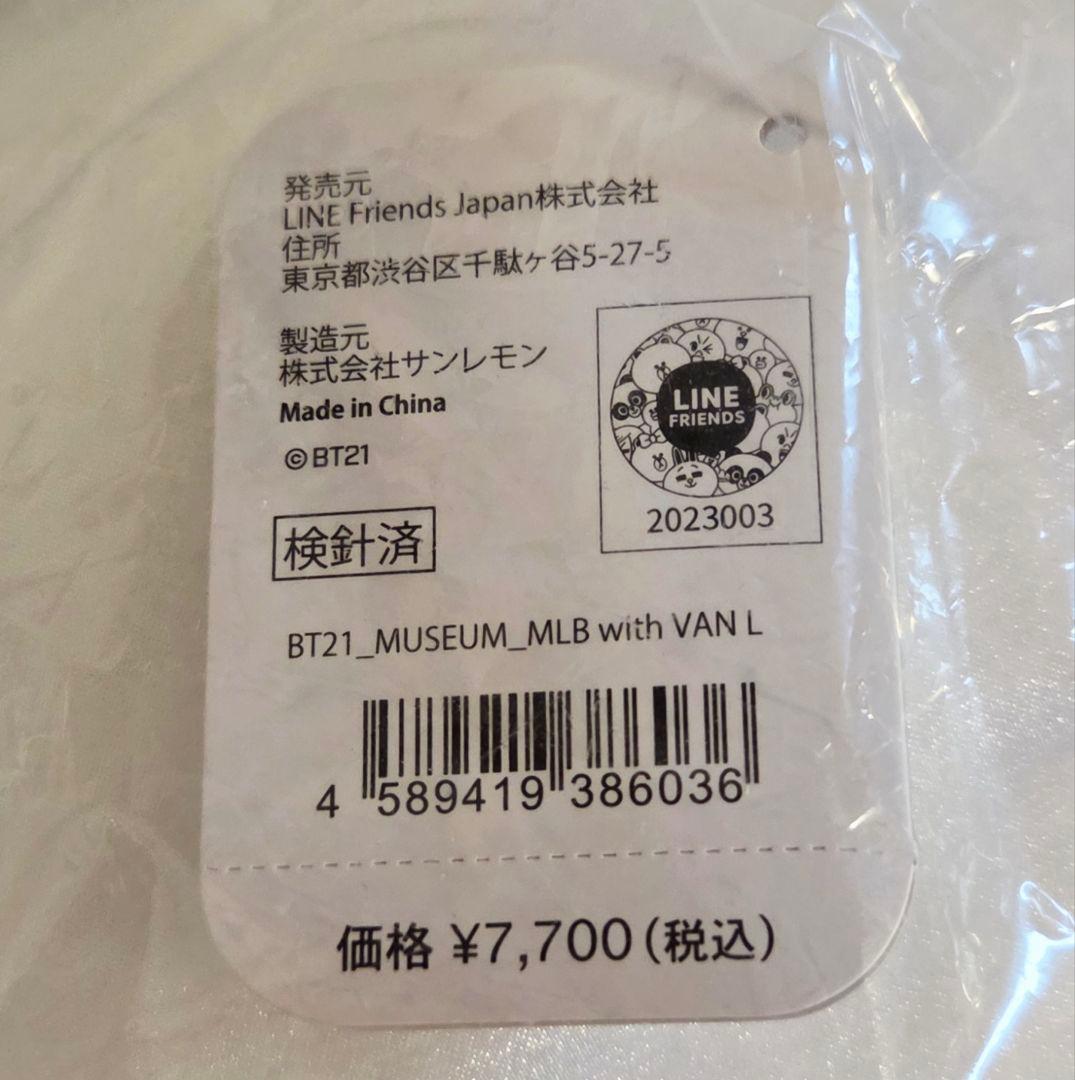 発売元
LINE Friends Japan株式会社
住所
東京都渋谷区千駄ヶ谷5-27-5
製造元
株式会社サンレモン
Made in China
©BT21
LINE
FRIENDS
2023003
検針済
BT21_MUSEUM_MLB with VAN L
4 589419 386036
価格 ¥7,700(税込)